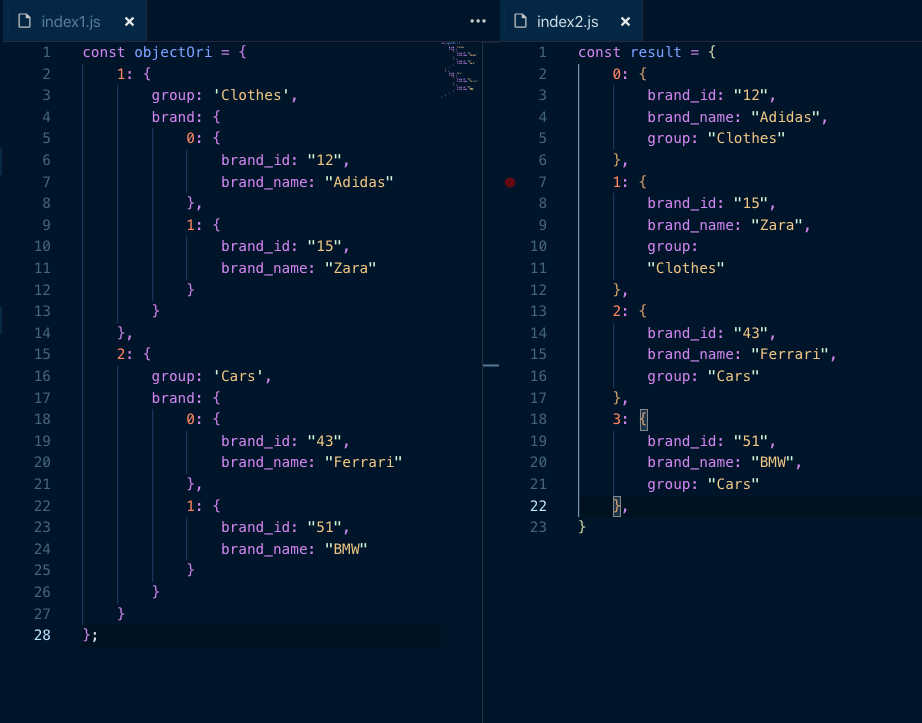 index1.js ×
1 const objectOri = {
2     1: {
3         group: 'Clothes',
4         brand: {
5             0: {
6                 brand_id: "12",
7                 brand_name: "Adidas"
8             },
9             1: {
10                 brand_id: "15",
11                 brand_name: "Zara"
12             }
13         }
14     },
15     2: {
16         group: 'Cars',
17         brand: {
18             0: {
19                 brand_id: "43",
20                 brand_name: "Ferrari"
21             },
22             1: {
23                 brand_id: "51",
24                 brand_name: "BMW"
25             }
26         }
27     }
28 };
index2.js ×
1 const result = {
2     0: {
3         brand_id: "12",
4         brand_name: "Adidas",
5         group: "Clothes"
6     },
7     1: {
8         brand_id: "15",
9         brand_name: "Zara",
10         group:
11         "Clothes"
12     },
13     2: {
14         brand_id: "43",
15         brand_name: "Ferrari",
16         group: "Cars"
17     },
18     3: {
19         brand_id: "51",
20         brand_name: "BMW",
21         group: "Cars"
22     },
23 }